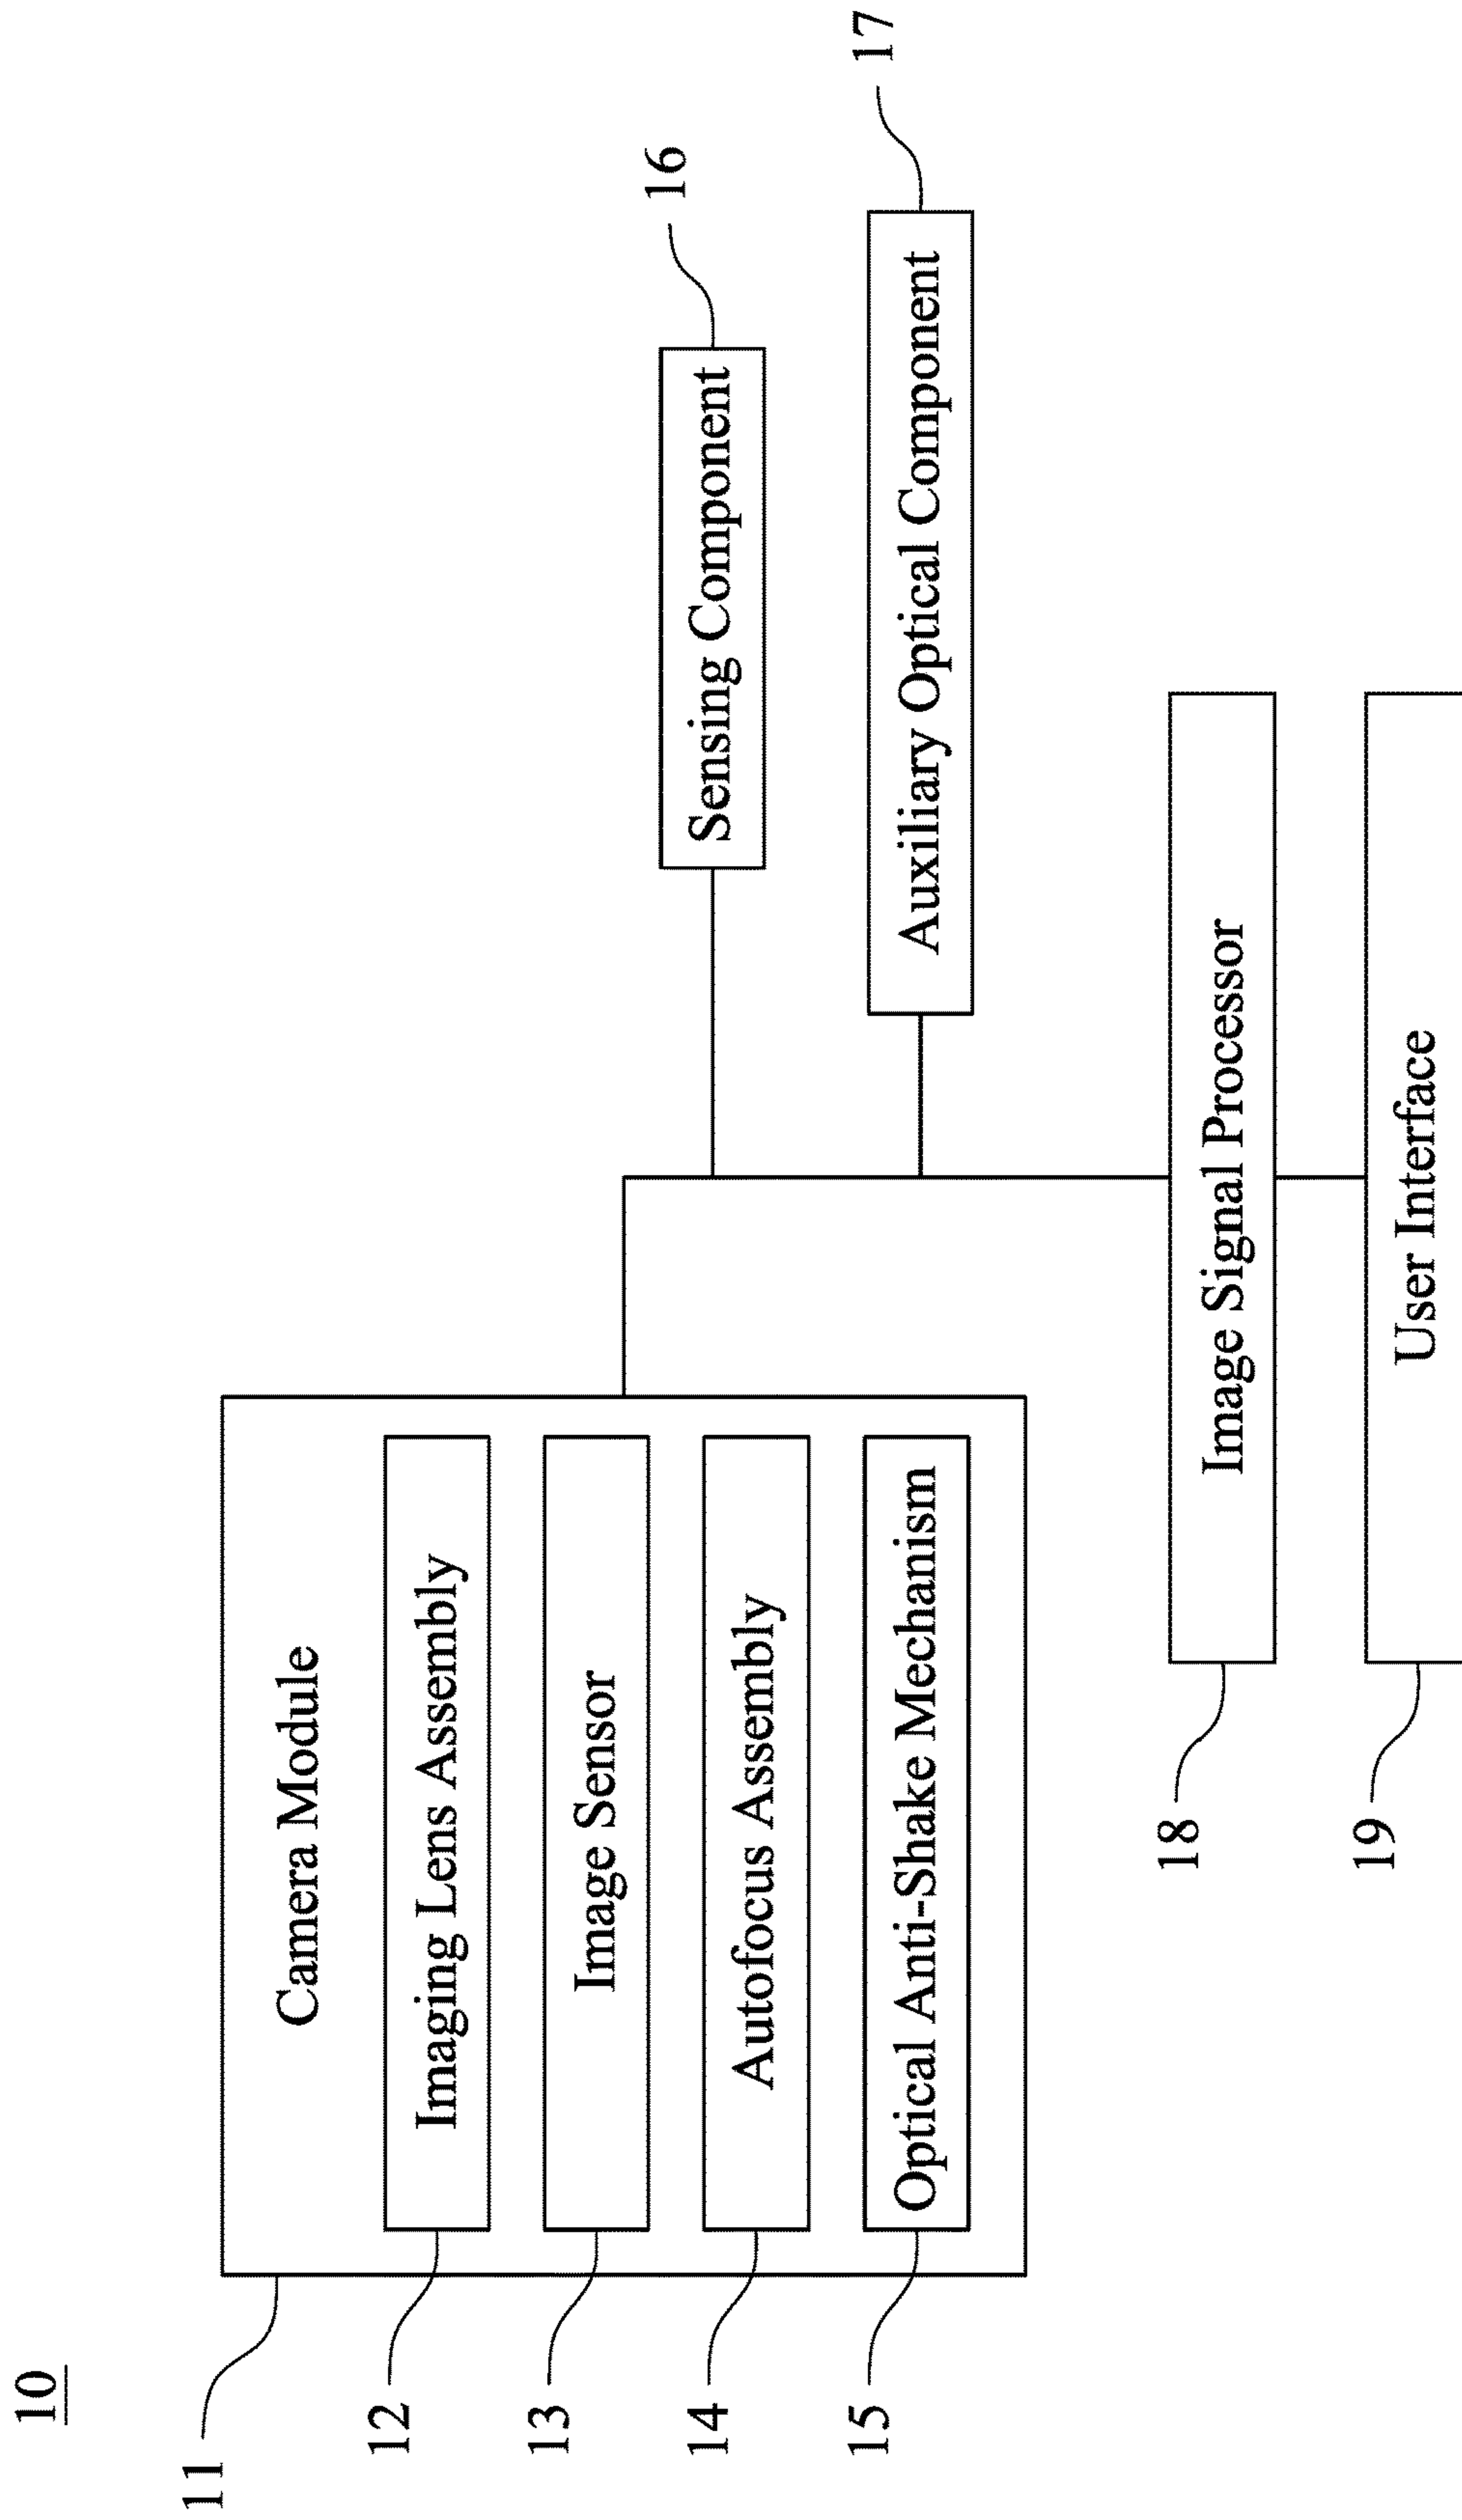 10
11
Camera Module
12
Imaging Lens Assembly
13
Image Sensor
14
Autofocus Assembly
15
Optical Anti-Shake Mechanism
16
Sensing Component
17
Auxiliary Optical Component
18
Image Signal Processor
19
User Interface